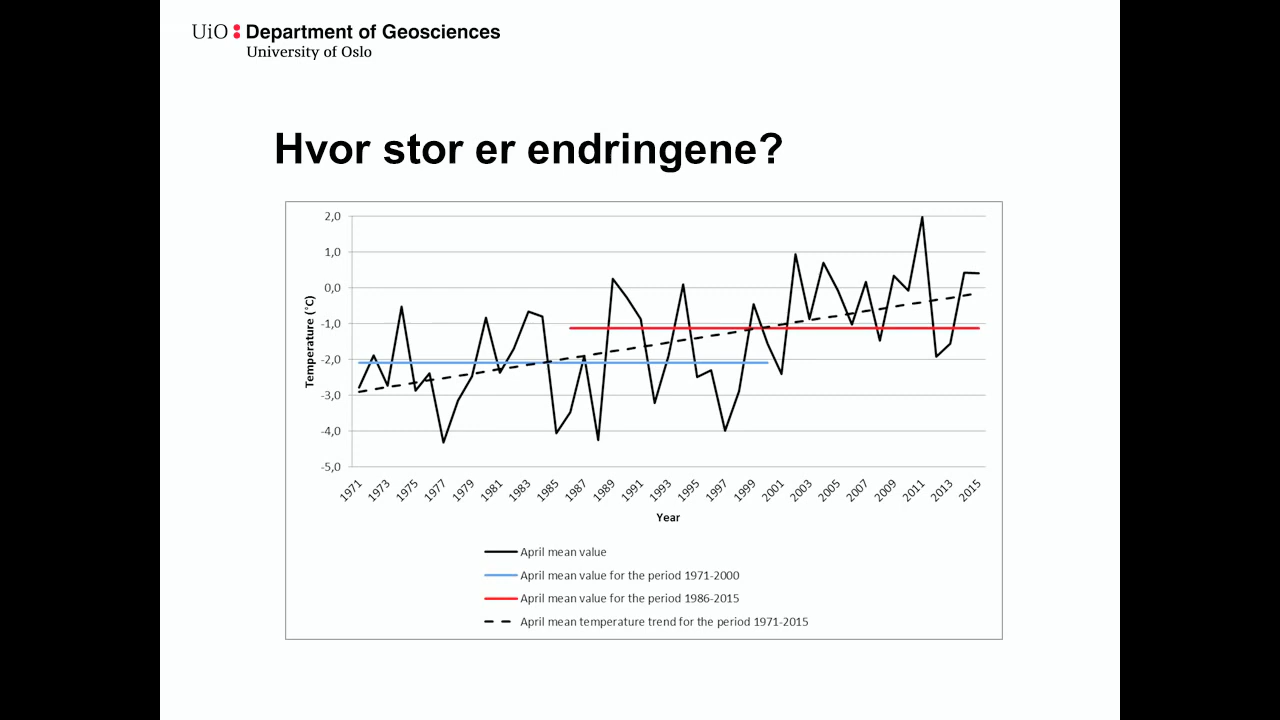 UiO : Department of Geosciences
University of Oslo
Hvor stor er endringene?
2,0
1,0
0,0
-1,0
-2,0
-3,0
-4,0
-5,0
Temperature (°C)
1971 1973 1975 1977 1979 1981 1983 1985 1987 1989 1991 1993 1995 1997 1999 2001 2003 2005 2007 2009 2011 2013 2015
Year
April mean value
April mean value for the period 1971-2000
April mean value for the period 1986-2015
April mean temperature trend for the period 1971-2015